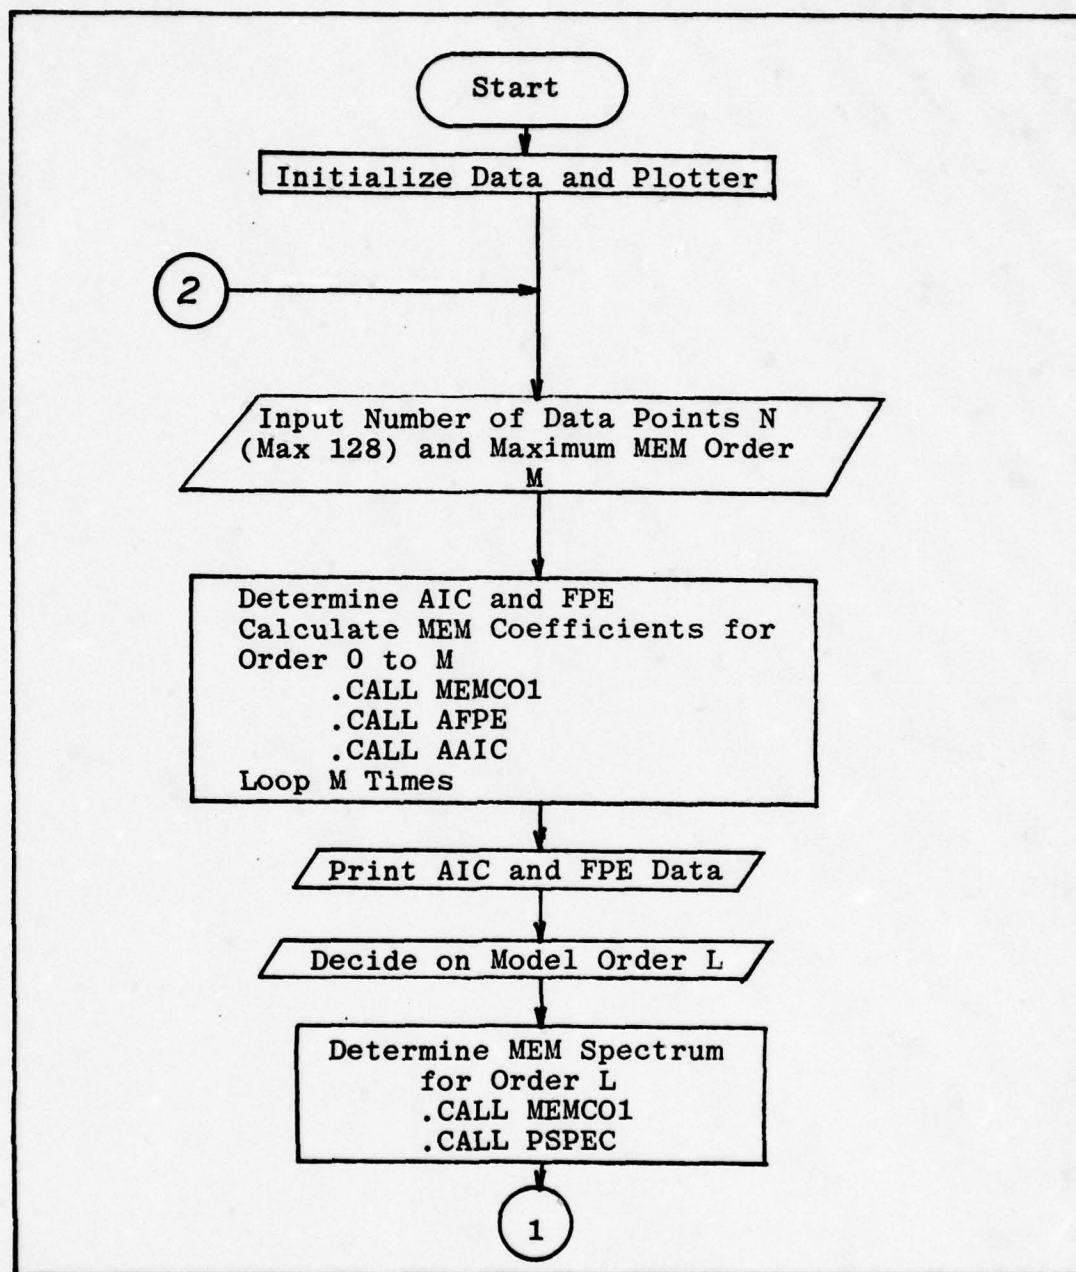 Start
Initialize Data and Plotter
2
Input Number of Data Points N
(Max 128) and Maximum MEM Order
M
Determine AIC and FPE
Calculate MEM Coefficients for
Order 0 to M
.CALL MEMCO1
.CALL AFPE
.CALL AAIC
Loop M Times
Print AIC and FPE Data
Decide on Model Order L
Determine MEM Spectrum
for Order L
.CALL MEMCO1
.CALL PSPEC
1